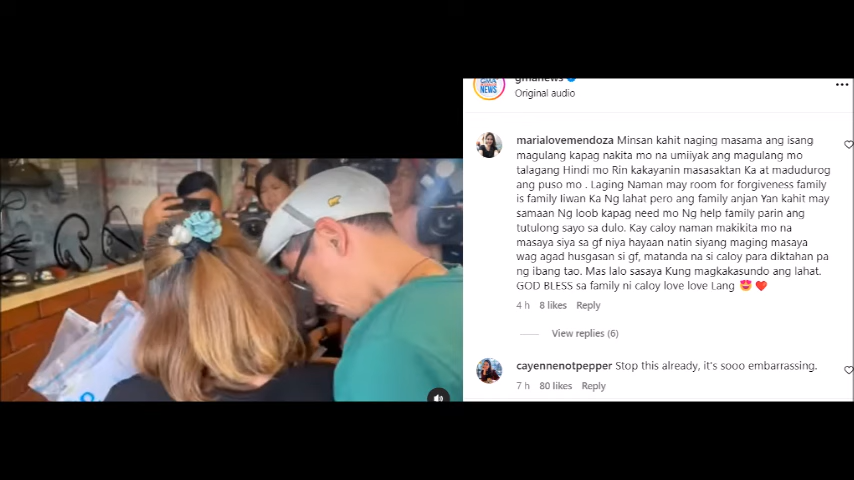 gmanews
GMA
NEWS
Original audio
marialovemendoza Minsan kahit naging masama ang isang
magulang kapag nakita mo na umiiyak ang magulang mo
talagang Hindi mo Rin kakayanin masasaktan Ka at madudurog
ang puso mo . Laging Naman may room for forgiveness family
is family Iiwan Ka Ng lahat pero ang family anjan Yan kahit may
samaan Ng loob kapag need mo Ng help family parin ang
tutulong sayo sa dulo. Kay caloy naman makikita mo na
masaya siya sa gf niya hayaan natin siyang maging masaya
wag agad husgasan si gf, matanda na si caloy para diktahan pa
ng ibang tao. Mas lalo sasaya Kung magkakasundo ang lahat.
GOD BLESS sa family ni caloy love love Lang 😍 ❤️
4 h 8 likes Reply
View replies (6)
cayennenotpepper Stop this already, it's sooo embarrassing.
7 h 80 likes Reply